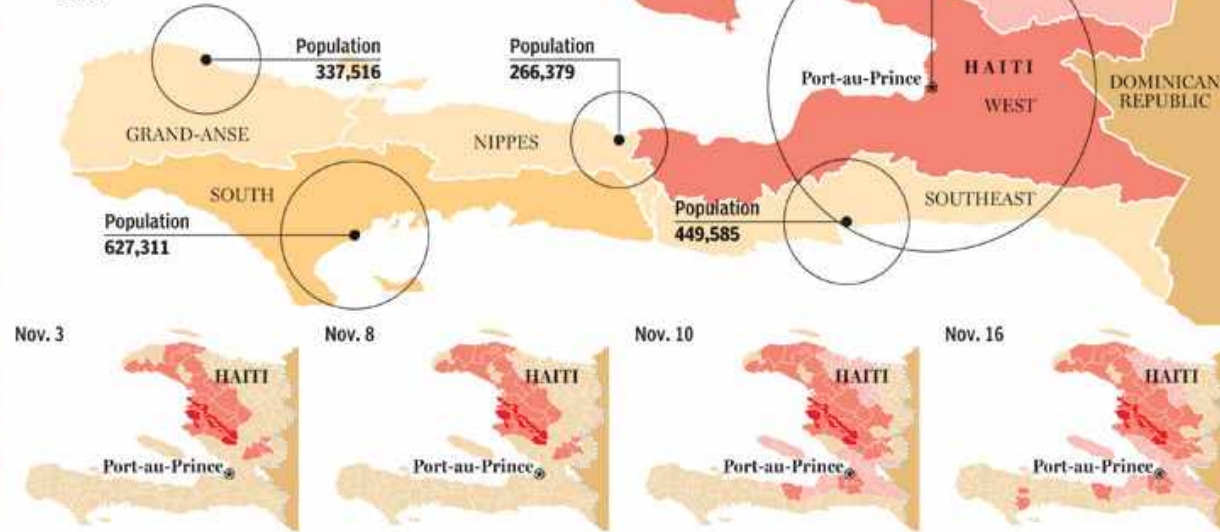 Population
337,516
Population
266,379
Port-au-Prince
HAITI
WEST
DOMINICAN
REPUBLIC
GRAND-ANSE
NIPPES
SOUTH
SOUTHEAST
Population
627,311
Population
449,585
Nov. 3
Nov. 8
Nov. 10
Nov. 16
HAITI
HAITI
HAITI
HAITI
Port-au-Prince
Port-au-Prince
Port-au-Prince
Port-au-Prince